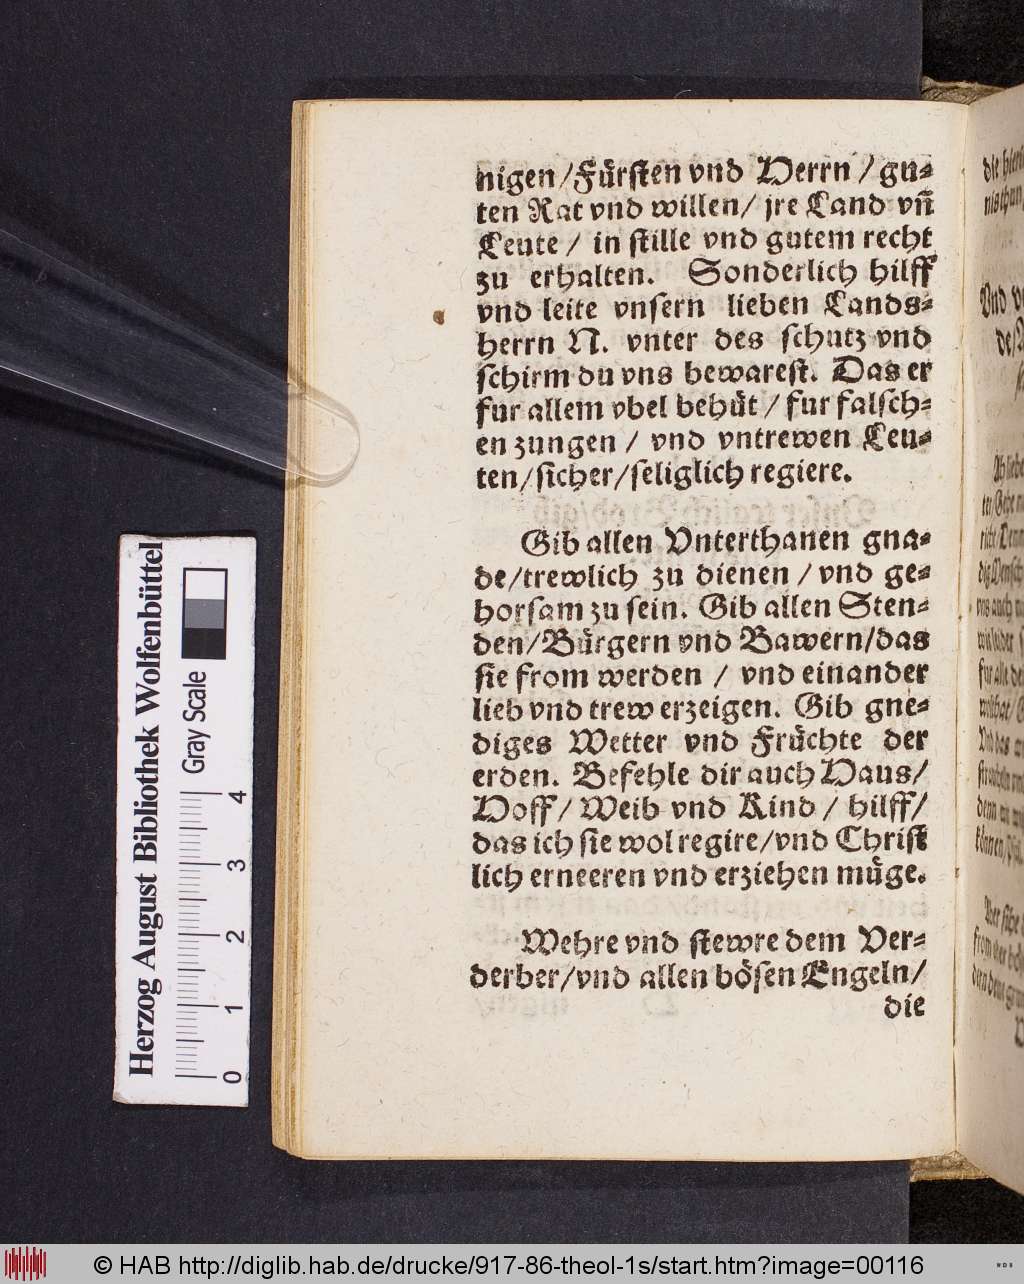 nigen/Fürsten vnd Herrn / gu-
ten Rat vnd willen/ jre Land vn̄
Leute / in stille vnd gutem recht
zu erhalten. Sonderlich hilff
vnd leite vnsern lieben Lands-
herrn N. vnter des schutz vnd
schirm du vns bewarest. Das er
fur allem vbel behüt / fur falsch-
en zungen / vnd vntrewen Leu-
ten/sicher/seliglich regiere.
Gib allen Vnterthanen gna-
de/trewlich zu dienen / vnd ge-
horsam zu sein. Gib allen Sten-
den/Bürgern vnd Bawern/das
sie from werden / vnd einander
lieb vnd trew erzeigen. Gib gne-
diges Wetter vnd Früchte der
erden. Befehle dir auch Haus/
Hoff/ Weib vnd Kind / hilff/
das ich sie wol regire/vnd Christ
lich erneeren vnd erziehen müge.
Wehre vnd stewre dem Ver-
derber/vnd allen bösen Engeln/
die
Herzog August Bibliothek Wolfenbüttel
Gray Scale
0 1 2 3 4
© HAB http://diglib.hab.de/drucke/917-86-theol-1s/start.htm?image=00116